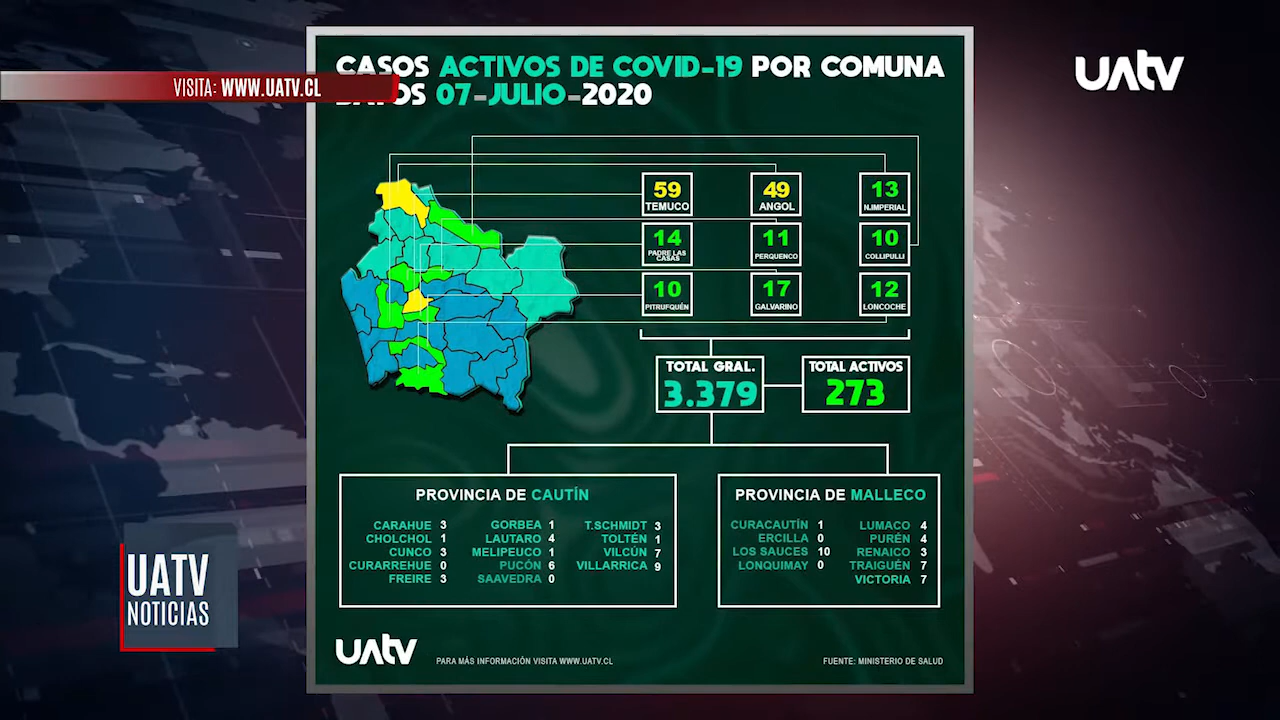 CASOS ACTIVOS DE COVID-19 POR COMUNA
VISITA: WWW.UATV.CL
DATOS 07-JULIO-2020
UATV
59 TEMUCO
49 ANGOL
13 N.IMPERIAL
14 PADRE LAS CASAS
11 PERQUENCO
10 COLLIPULLI
10 PITRUFQUÉN
17 GALVARINO
12 LONCOCHE
TOTAL GRAL.
3.379
TOTAL ACTIVOS
273
PROVINCIA DE CAUTÍN
CARAHUE 3
CHOLCHOL 1
CUNCO 3
CURARREHUE 0
FREIRE 3
GORBEA 1
LAUTARO 4
MELIPEUCO 1
PUCÓN 6
SAAVEDRA 0
T.SCHMIDT 3
TOLTÉN 1
VILCÚN 7
VILLARRICA 9
PROVINCIA DE MALLECO
CURACAUTÍN 1
ERCILLA 0
LOS SAUCES 10
LONQUIMAY 0
LUMACO 4
PURÉN 4
RENAICO 3
TRAIGUÉN 7
VICTORIA 7
UATV
NOTICIAS
UATV
PARA MÁS INFORMACIÓN VISITA WWW.UATV.CL
FUENTE: MINISTERIO DE SALUD